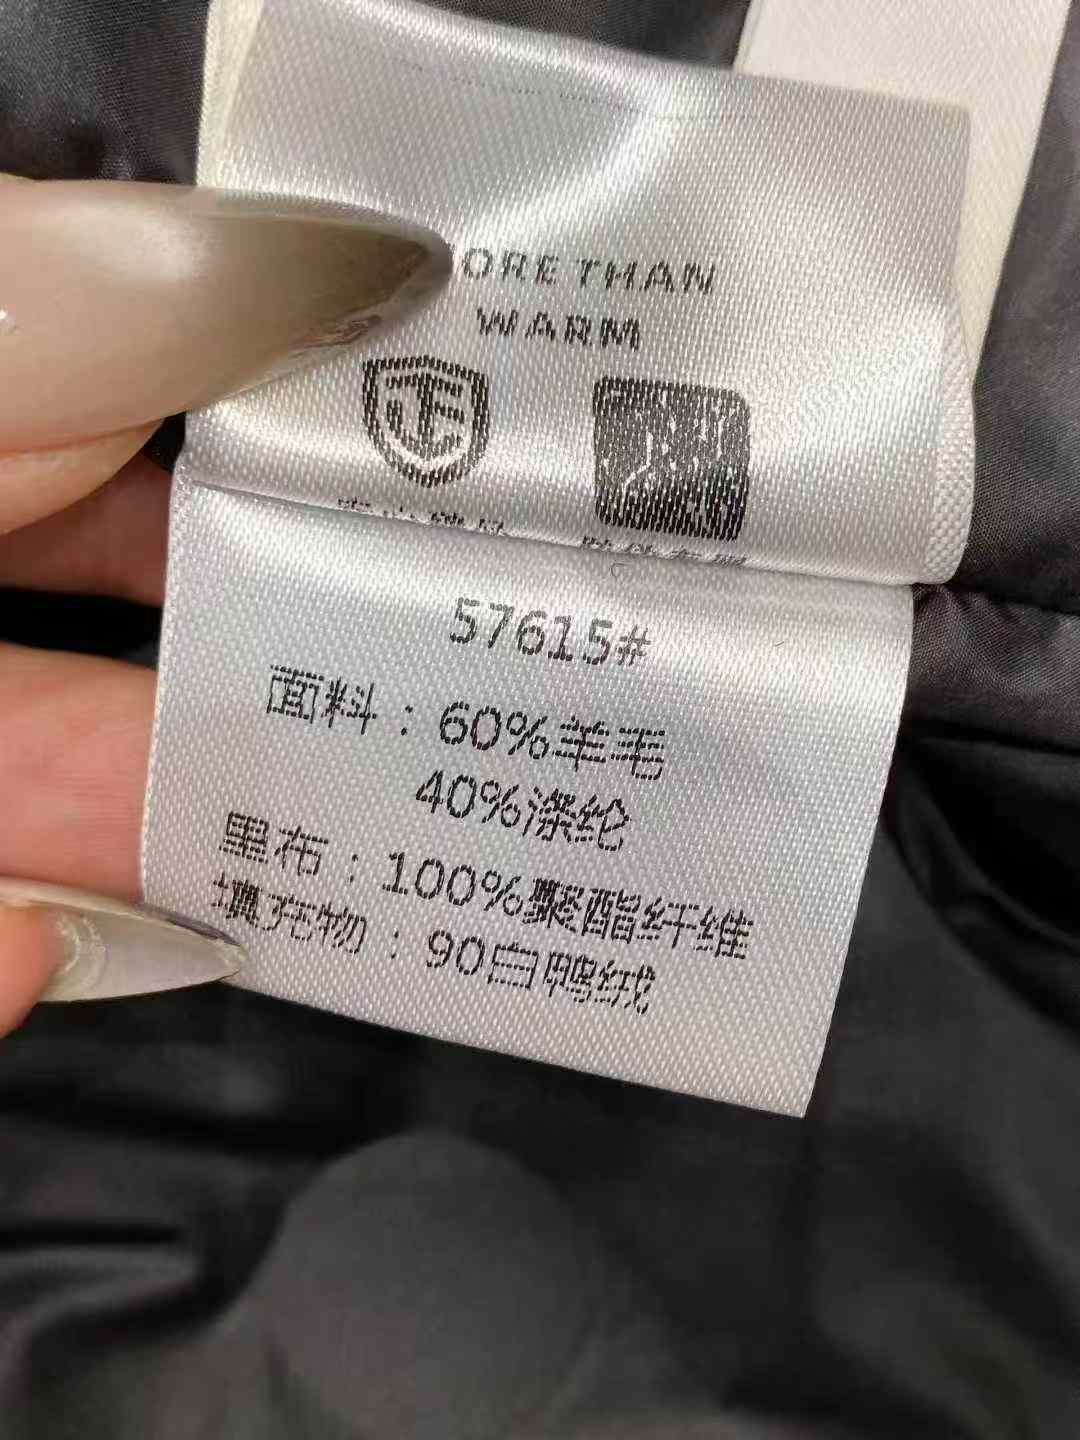 ORE THAN
WARM
57615#
面料：60%羊毛
40%涤纶
里布：100%聚酯纤维
填充物：90白鸭绒